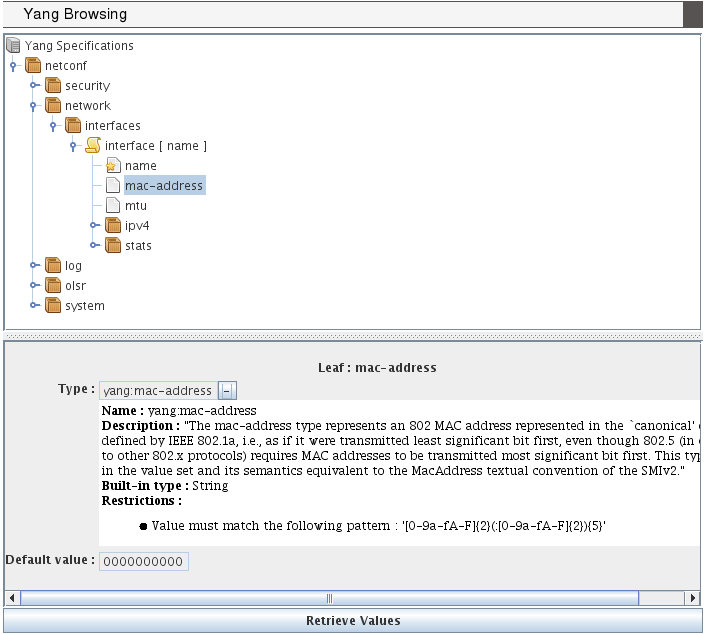 Yang Browsing
Yang Specifications
netconf
security
network
interfaces
interface [ name ]
name
mac-address
mtu
ipv4
stats
log
olsr
system
Leaf : mac-address
Type : yang:mac-address
Name : yang:mac-address
Description : "The mac-address type represents an 802 MAC address represented in the `canonical'
defined by IEEE 802.1a, i.e., as if it were transmitted least significant bit first, even though 802.5 (in
to other 802.x protocols) requires MAC addresses to be transmitted most significant bit first. This
in the value set and its semantics equivalent to the MacAddress textual convention of the SMIv2."
Built-in type : String
Restrictions :
● Value must match the following pattern : '[0-9a-fA-F]{2}(:[0-9a-fA-F]{2}){5}'
Default value : 0000000000
Retrieve Values